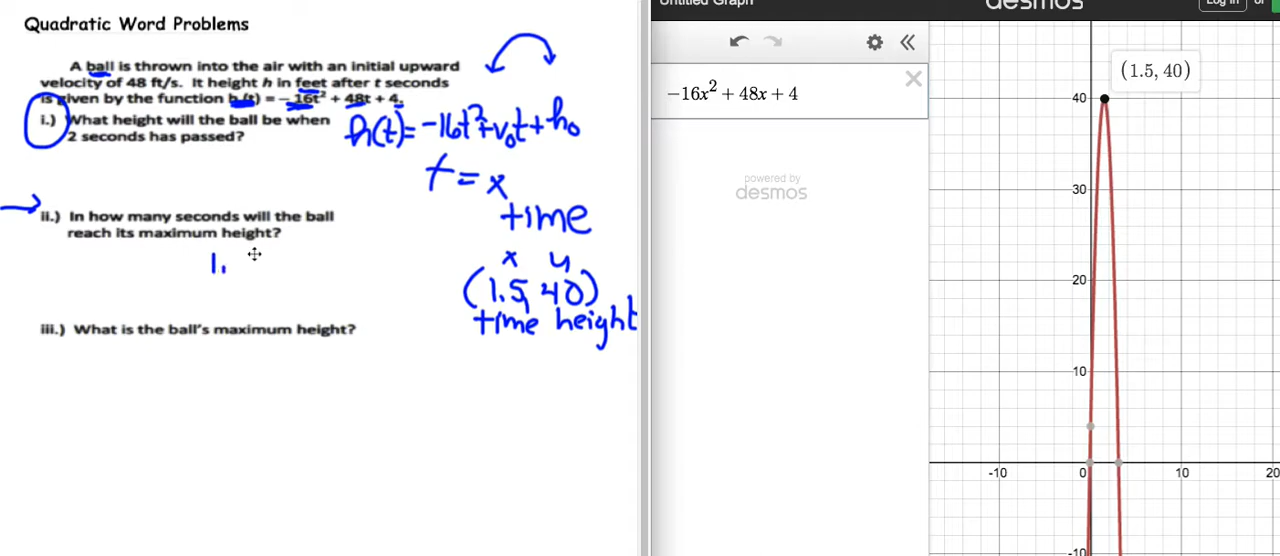 Quadratic Word Problems
A ball is thrown into the air with an initial upward
velocity of 48 ft/s. It height h in feet after t seconds
is given by the function h (t) = – 16t² + 48t + 4.
i.) What height will the ball be when
2 seconds has passed?
h(t)=-16t²+v₀t+h₀
t = x
time
ii.) In how many seconds will the ball
reach its maximum height?
1.
x y
(1.5, 40)
time height
iii.) What is the ball's maximum height?
Untitled Graph
desmos
Log In or
−16x² + 48x + 4
powered by
desmos
(1.5, 40)
40
30
20
10
-10 0 10 20
-10